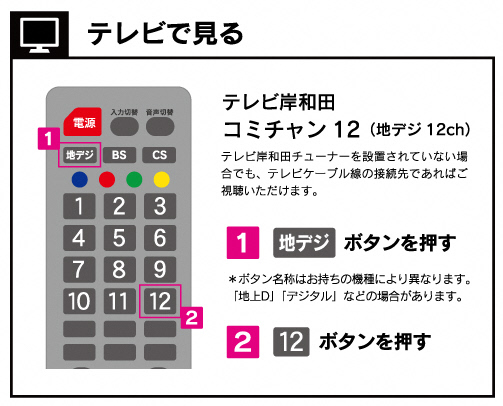 テレビで見る
入力切替 音声切替
電源
1
地デジ BS CS
1 2 3
4 5 6
7 8 9
10 11 12
2
テレビ岸和田
コミチャン 12（地デジ 12ch）
テレビ岸和田チューナーを設置されていない場
合でも、テレビケーブル線の接続先であればご
視聴いただけます。
1 地デジ ボタンを押す
＊ボタン名称はお持ちの機種により異なります。
「地上D」「デジタル」などの場合があります。
2 12 ボタンを押す